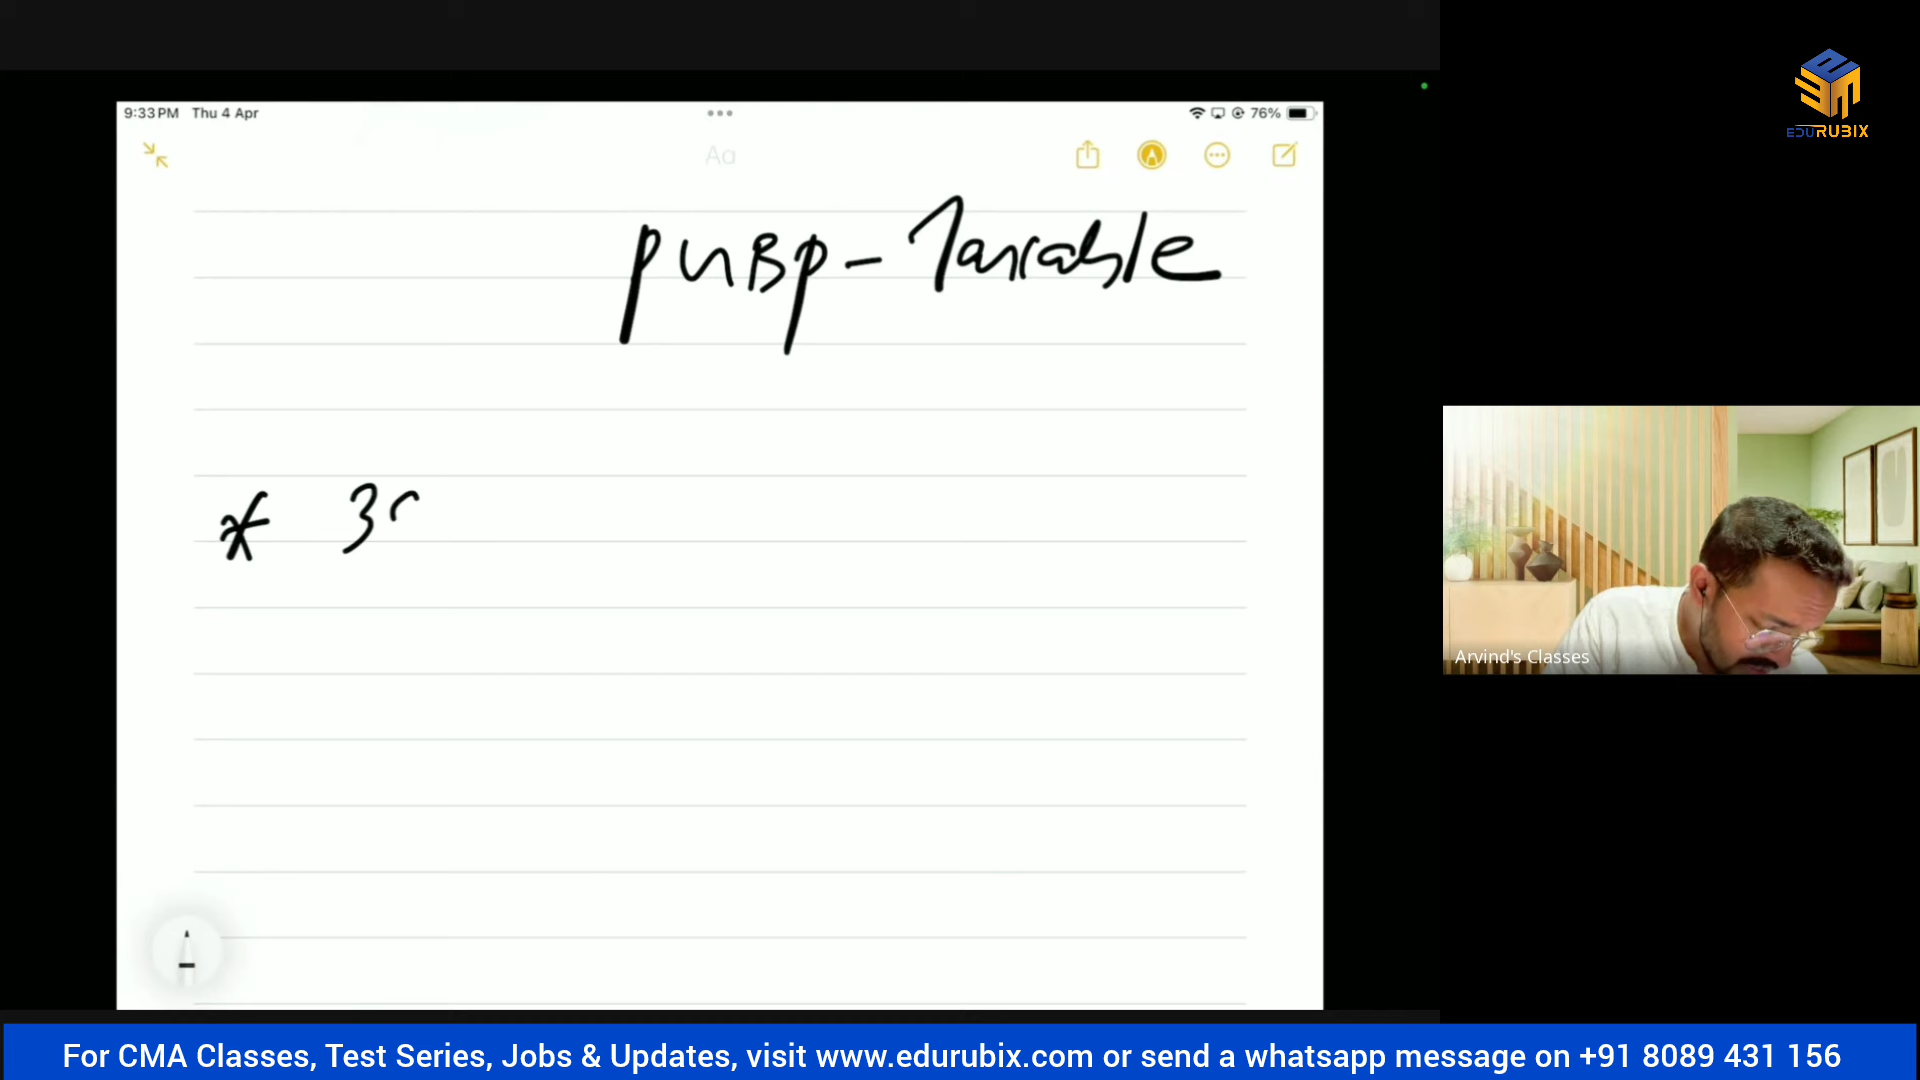 9:33 PM Thu 4 Apr
76%
Aa
PUBP - Taxable
* 3
EDURUBIX
Arvind's Classes
For CMA Classes, Test Series, Jobs & Updates, visit www.edurubix.com or send a whatsapp message on +91 8089 431 156